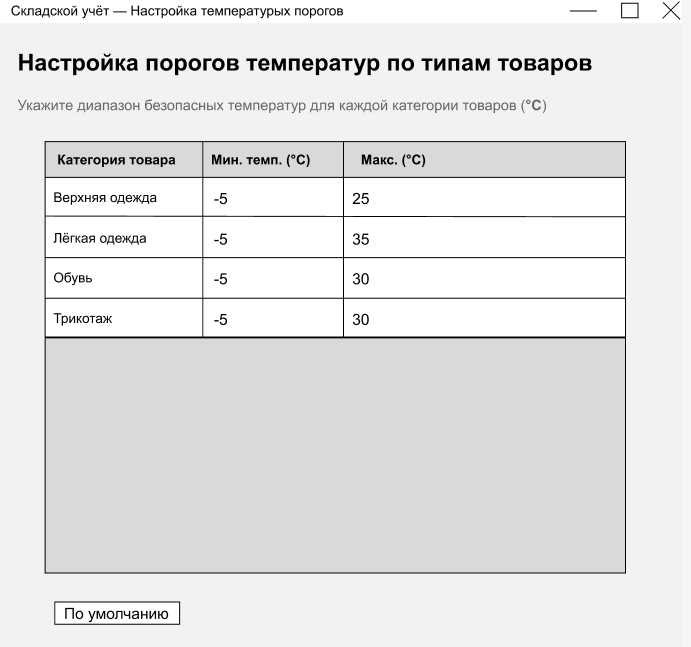 Складской учёт — Настройка температурых порогов
Настройка порогов температур по типам товаров
Укажите диапазон безопасных температур для каждой категории товаров (°C)
Категория товара Мин. темп. (°C) Макс. (°C)
Верхняя одежда -5 25
Лёгкая одежда -5 35
Обувь -5 30
Трикотаж -5 30
По умолчанию